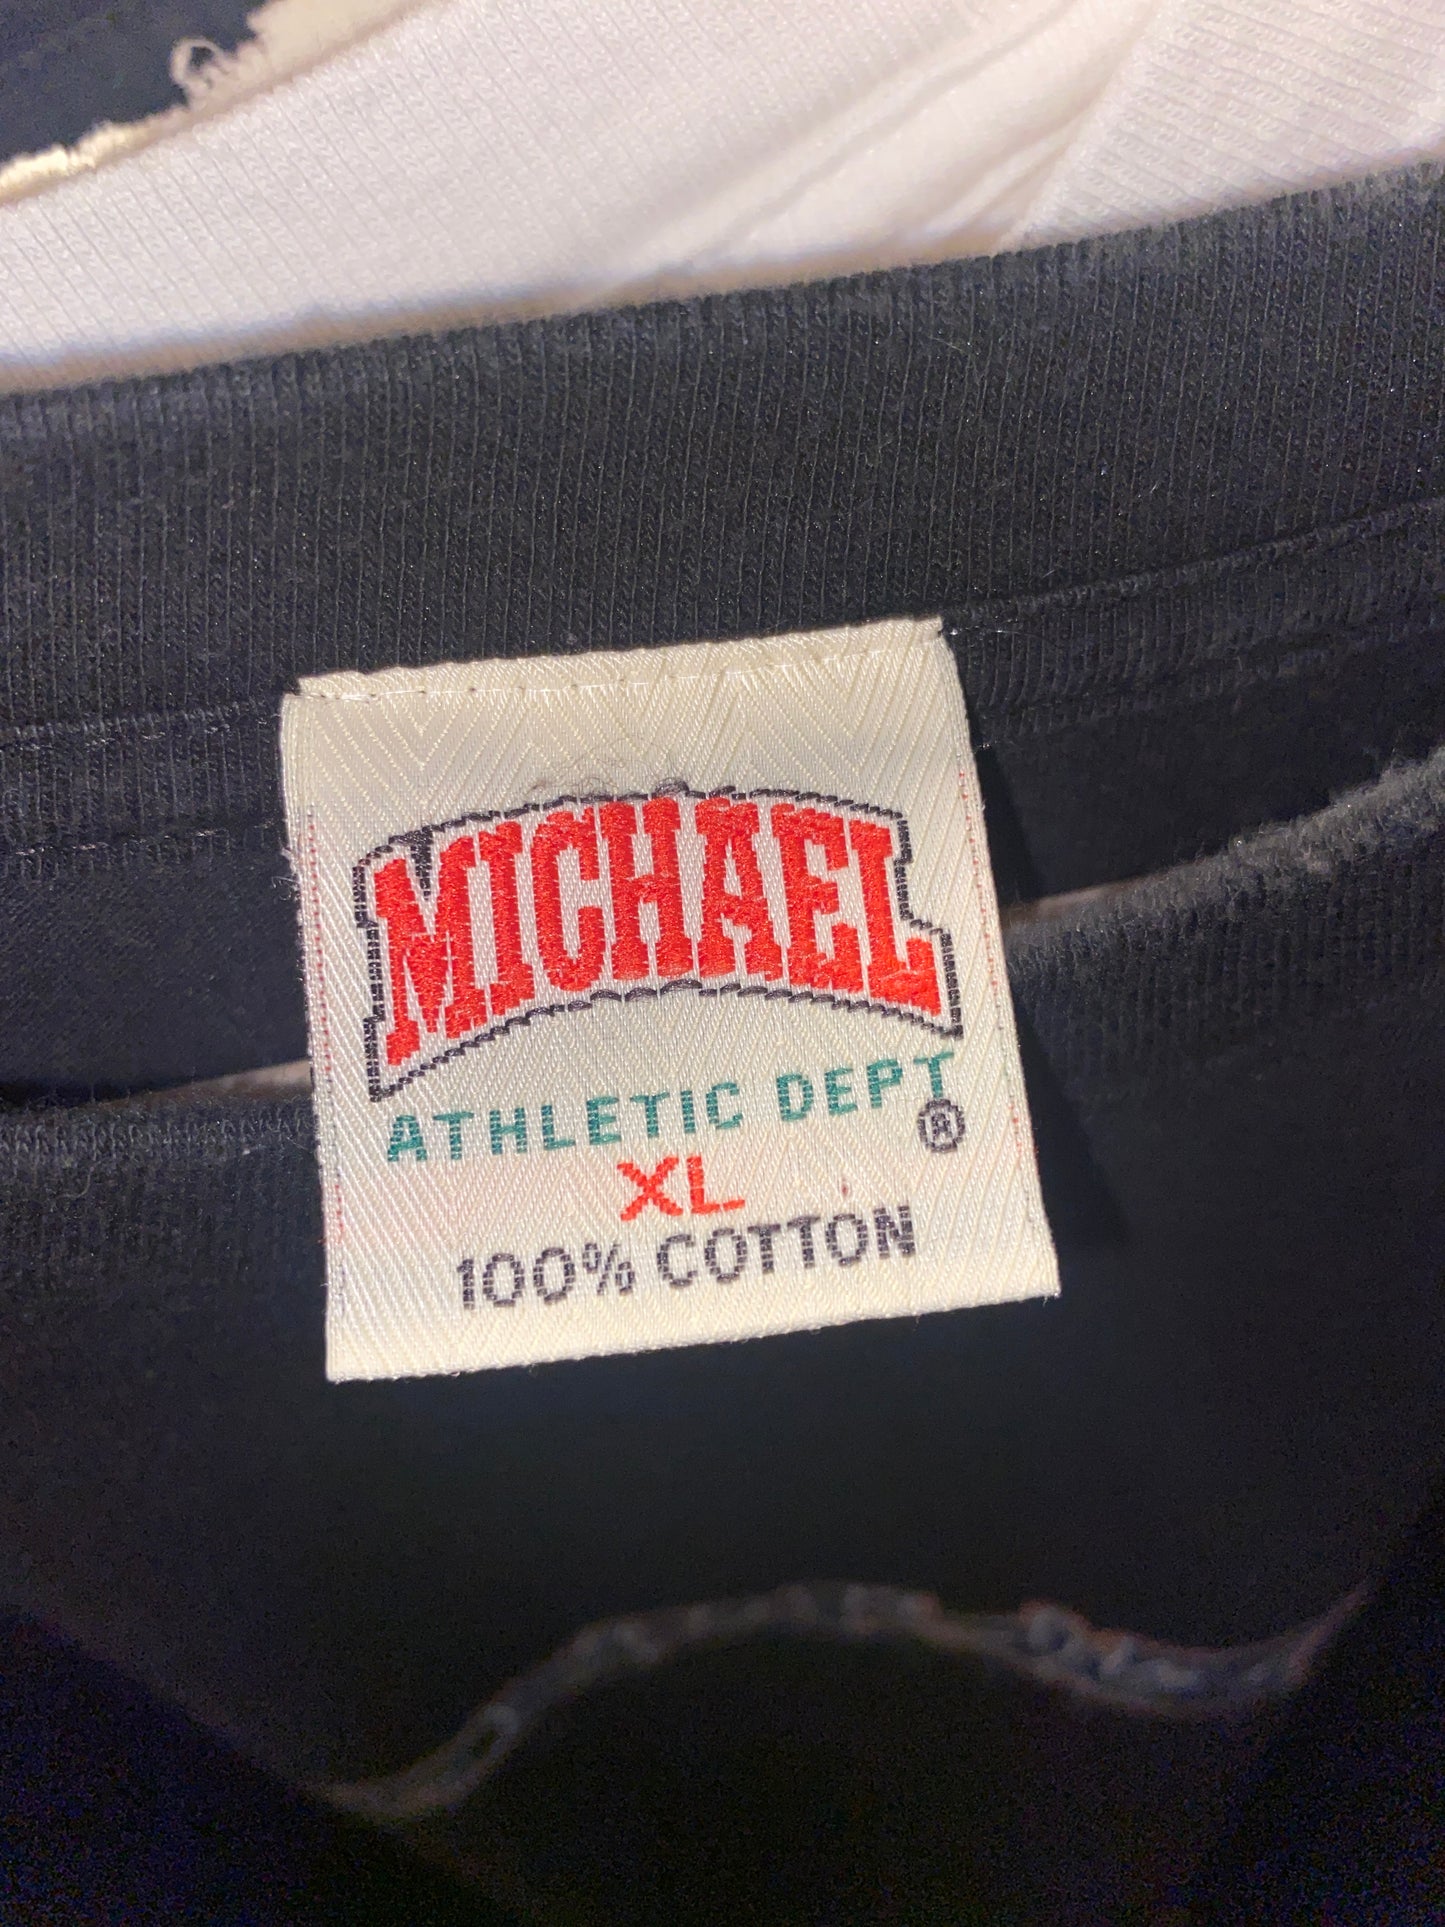 MICHAEL
ATHLETIC DEPT
®
XL
100% COTTON